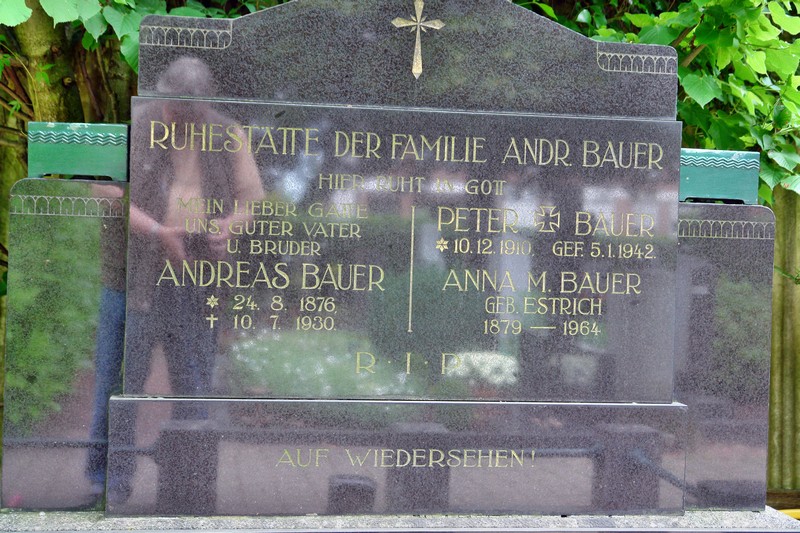 RUHESTÄTTE DER FAMILIE ANDR. BAUER
HIER RUHT IN GOTT
MEIN LIEBER GATTE
UNS. GUTER VATER
U. BRUDER
ANDREAS BAUER
✡ 24. 8. 1876.
† 10. 7. 1930.
PETER ✠ BAUER
✡ 10.12.1910. GEF. 5.1.1942.
ANNA M. BAUER
GEB. ESTRICH
1879 — 1964
R · I · P
AUF WIEDERSEHEN!